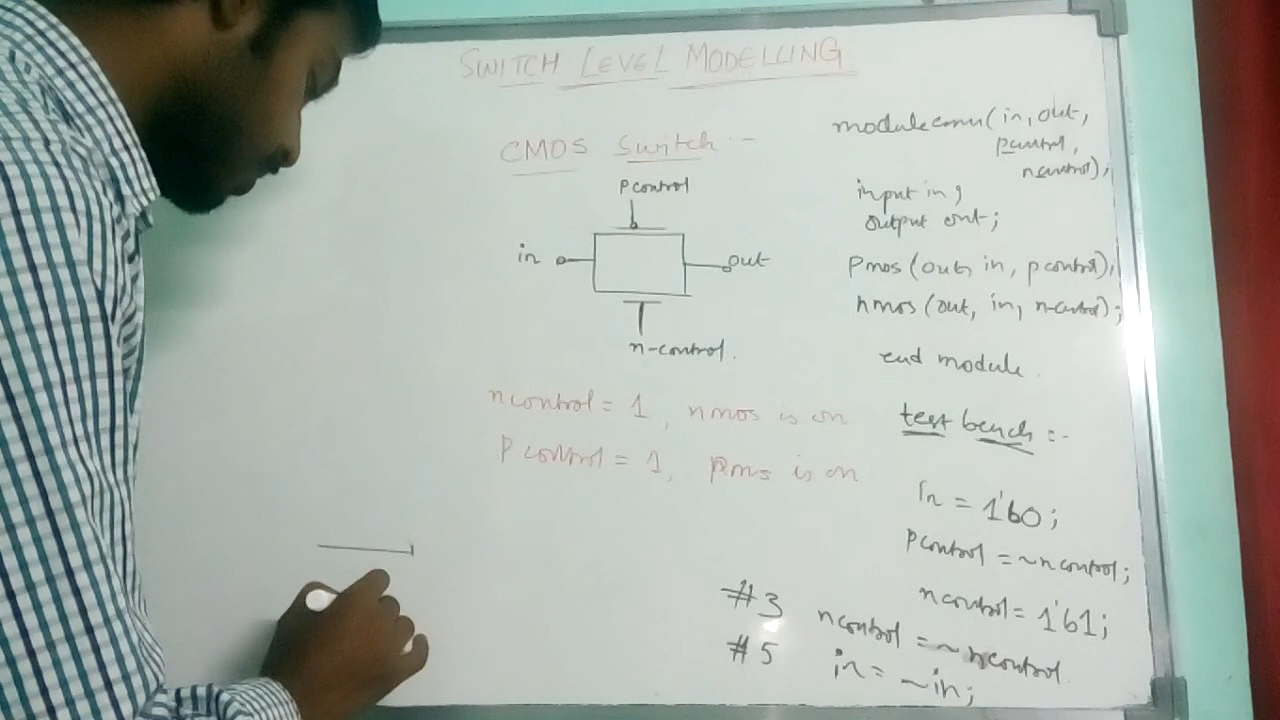 SWITCH LEVEL MODELLING
CMOS Switch :-
Pcontrol
in
out
n-control.
ncontrol = 1, nmos is on
Pcontrol = 1, pmos is on
module cmu(in, out,
pcontrol,
ncontrol);
input in;
output out;
pmos (out, in, pcontrol);
nmos (out, in, n-control);
end module.
test bench :-
In = 1'b0;
Pcontrol = ~ncontrol;
ncontrol = 1'b1;
#3 ncontrol = ~ncontrol
#5 in = ~in;